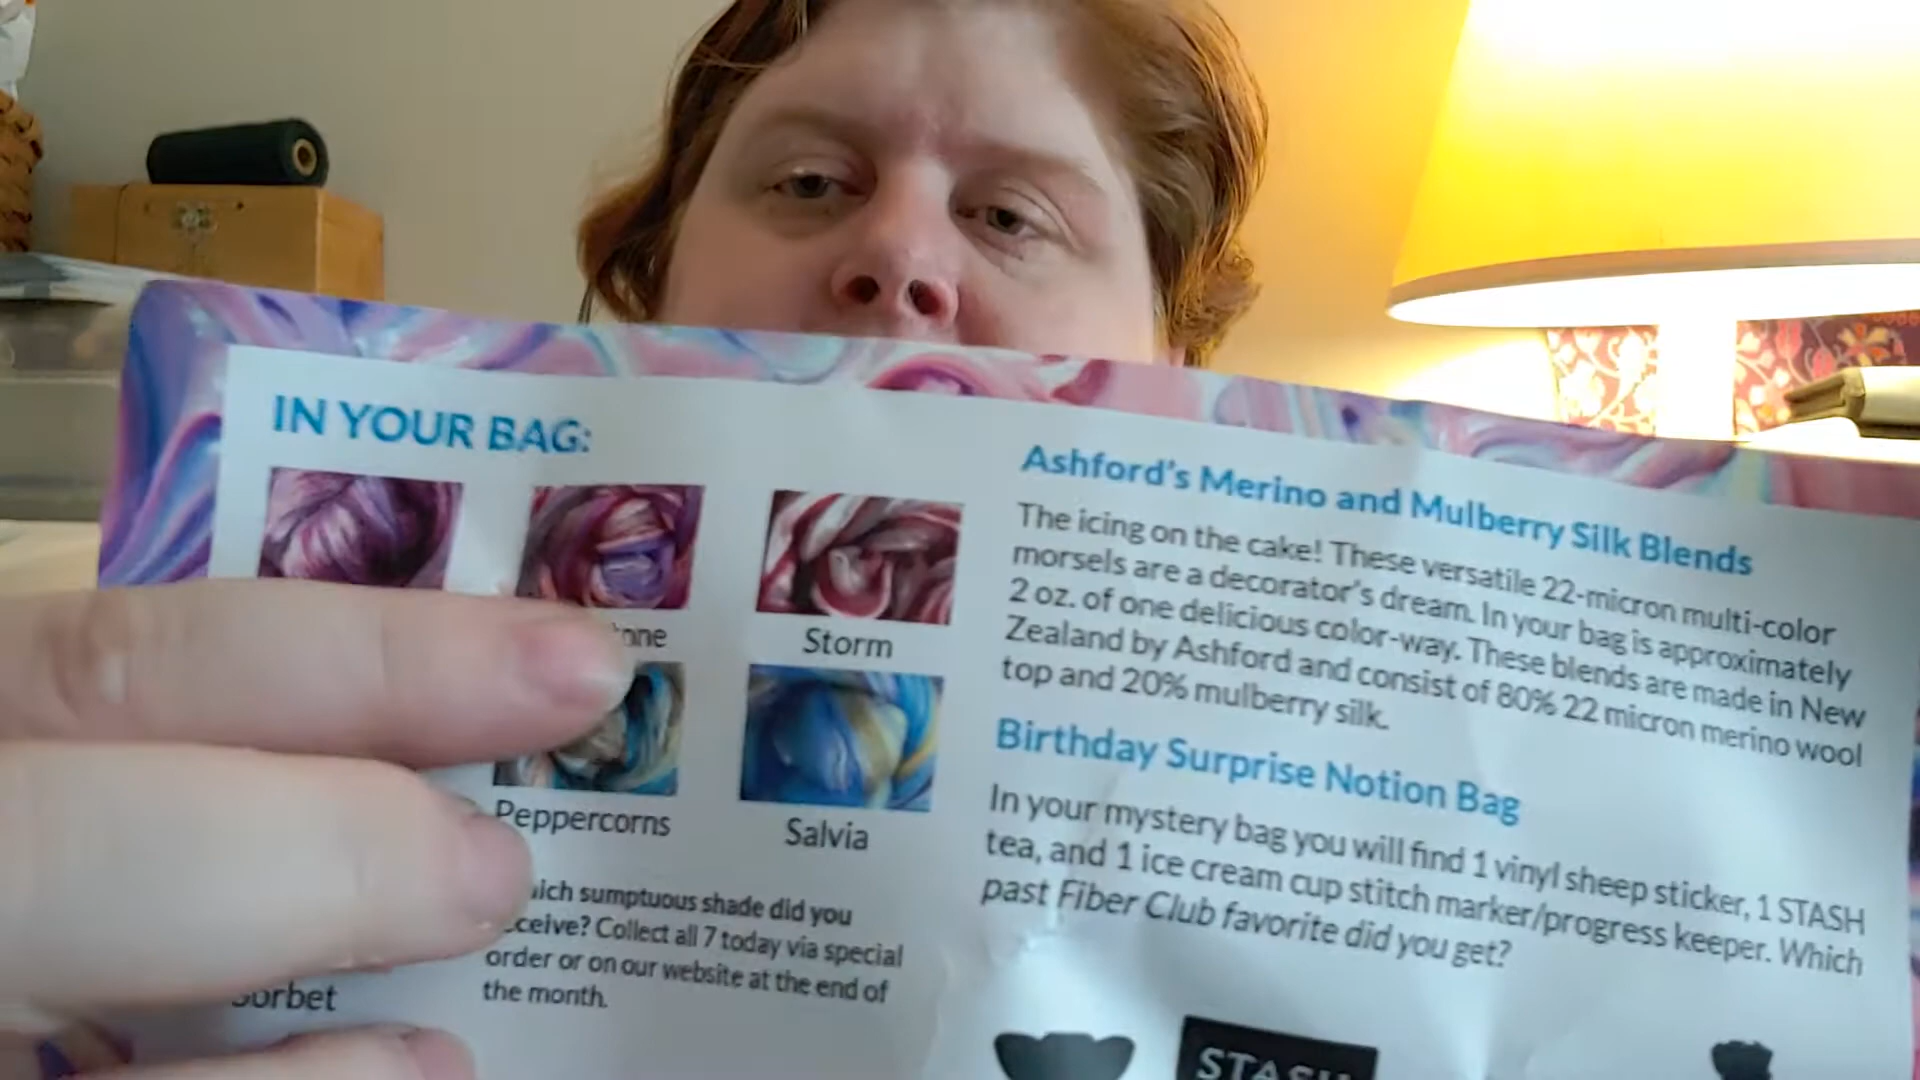 IN YOUR BAG:
Storm
Peppercorns
Salvia
sumptuous shade did you
Collect all 7 today via special
order or on our website at the end of
the month.
Sorbet
Ashford's Merino and Mulberry Silk Blends
The icing on the cake! These versatile 22-micron multi-color
morsels are a decorator's dream. In your bag is approximately
2 oz. of one delicious color-way. These blends are made in New
Zealand by Ashford and consist of 80% 22 micron merino wool
top and 20% mulberry silk.
Birthday Surprise Notion Bag
In your mystery bag you will find 1 vinyl sheep sticker, 1 STASH
tea, and 1 ice cream cup stitch marker/progress keeper. Which
past Fiber Club favorite did you get?
STASH